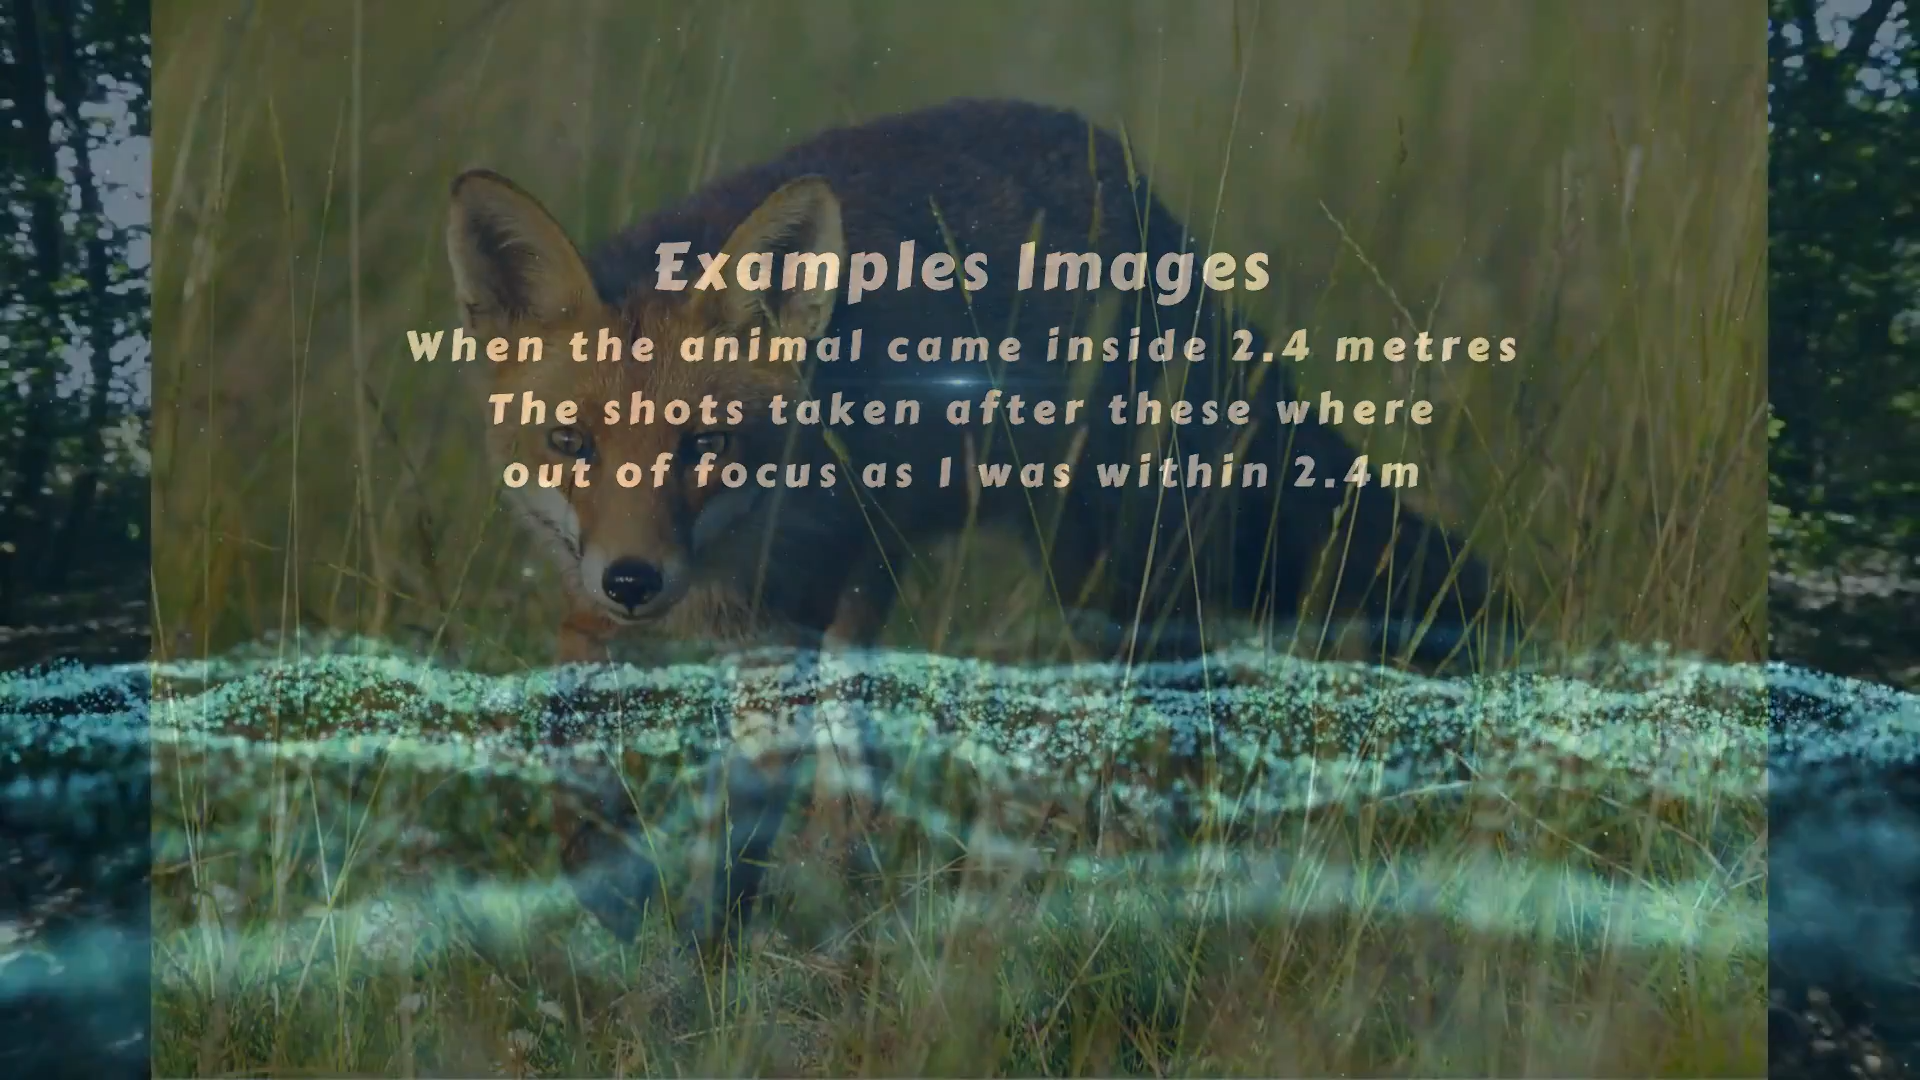 Examples Images
When the animal came inside 2.4 metres
The shots taken after these where
out of focus as I was within 2.4m